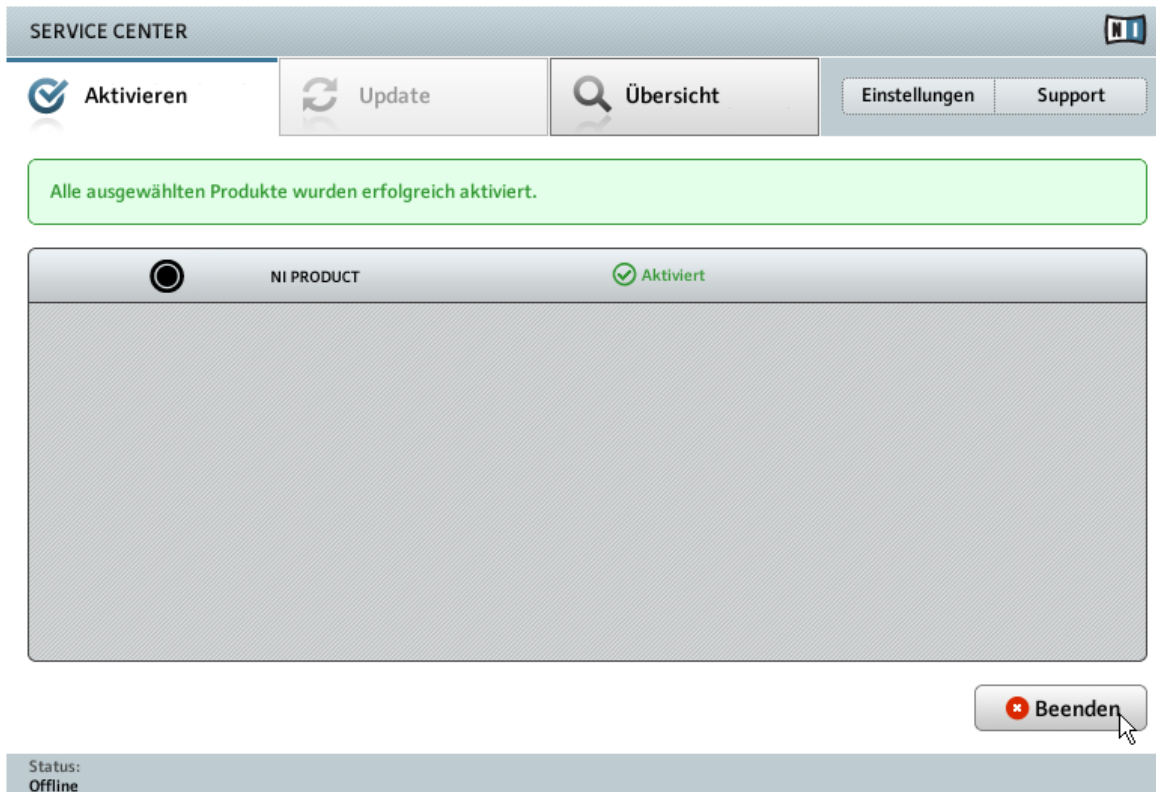 SERVICE CENTER
NI
Aktivieren
Update
Übersicht
Einstellungen
Support
Alle ausgewählten Produkte wurden erfolgreich aktiviert.
NI PRODUCT
Aktiviert
Beenden
Status:
Offline